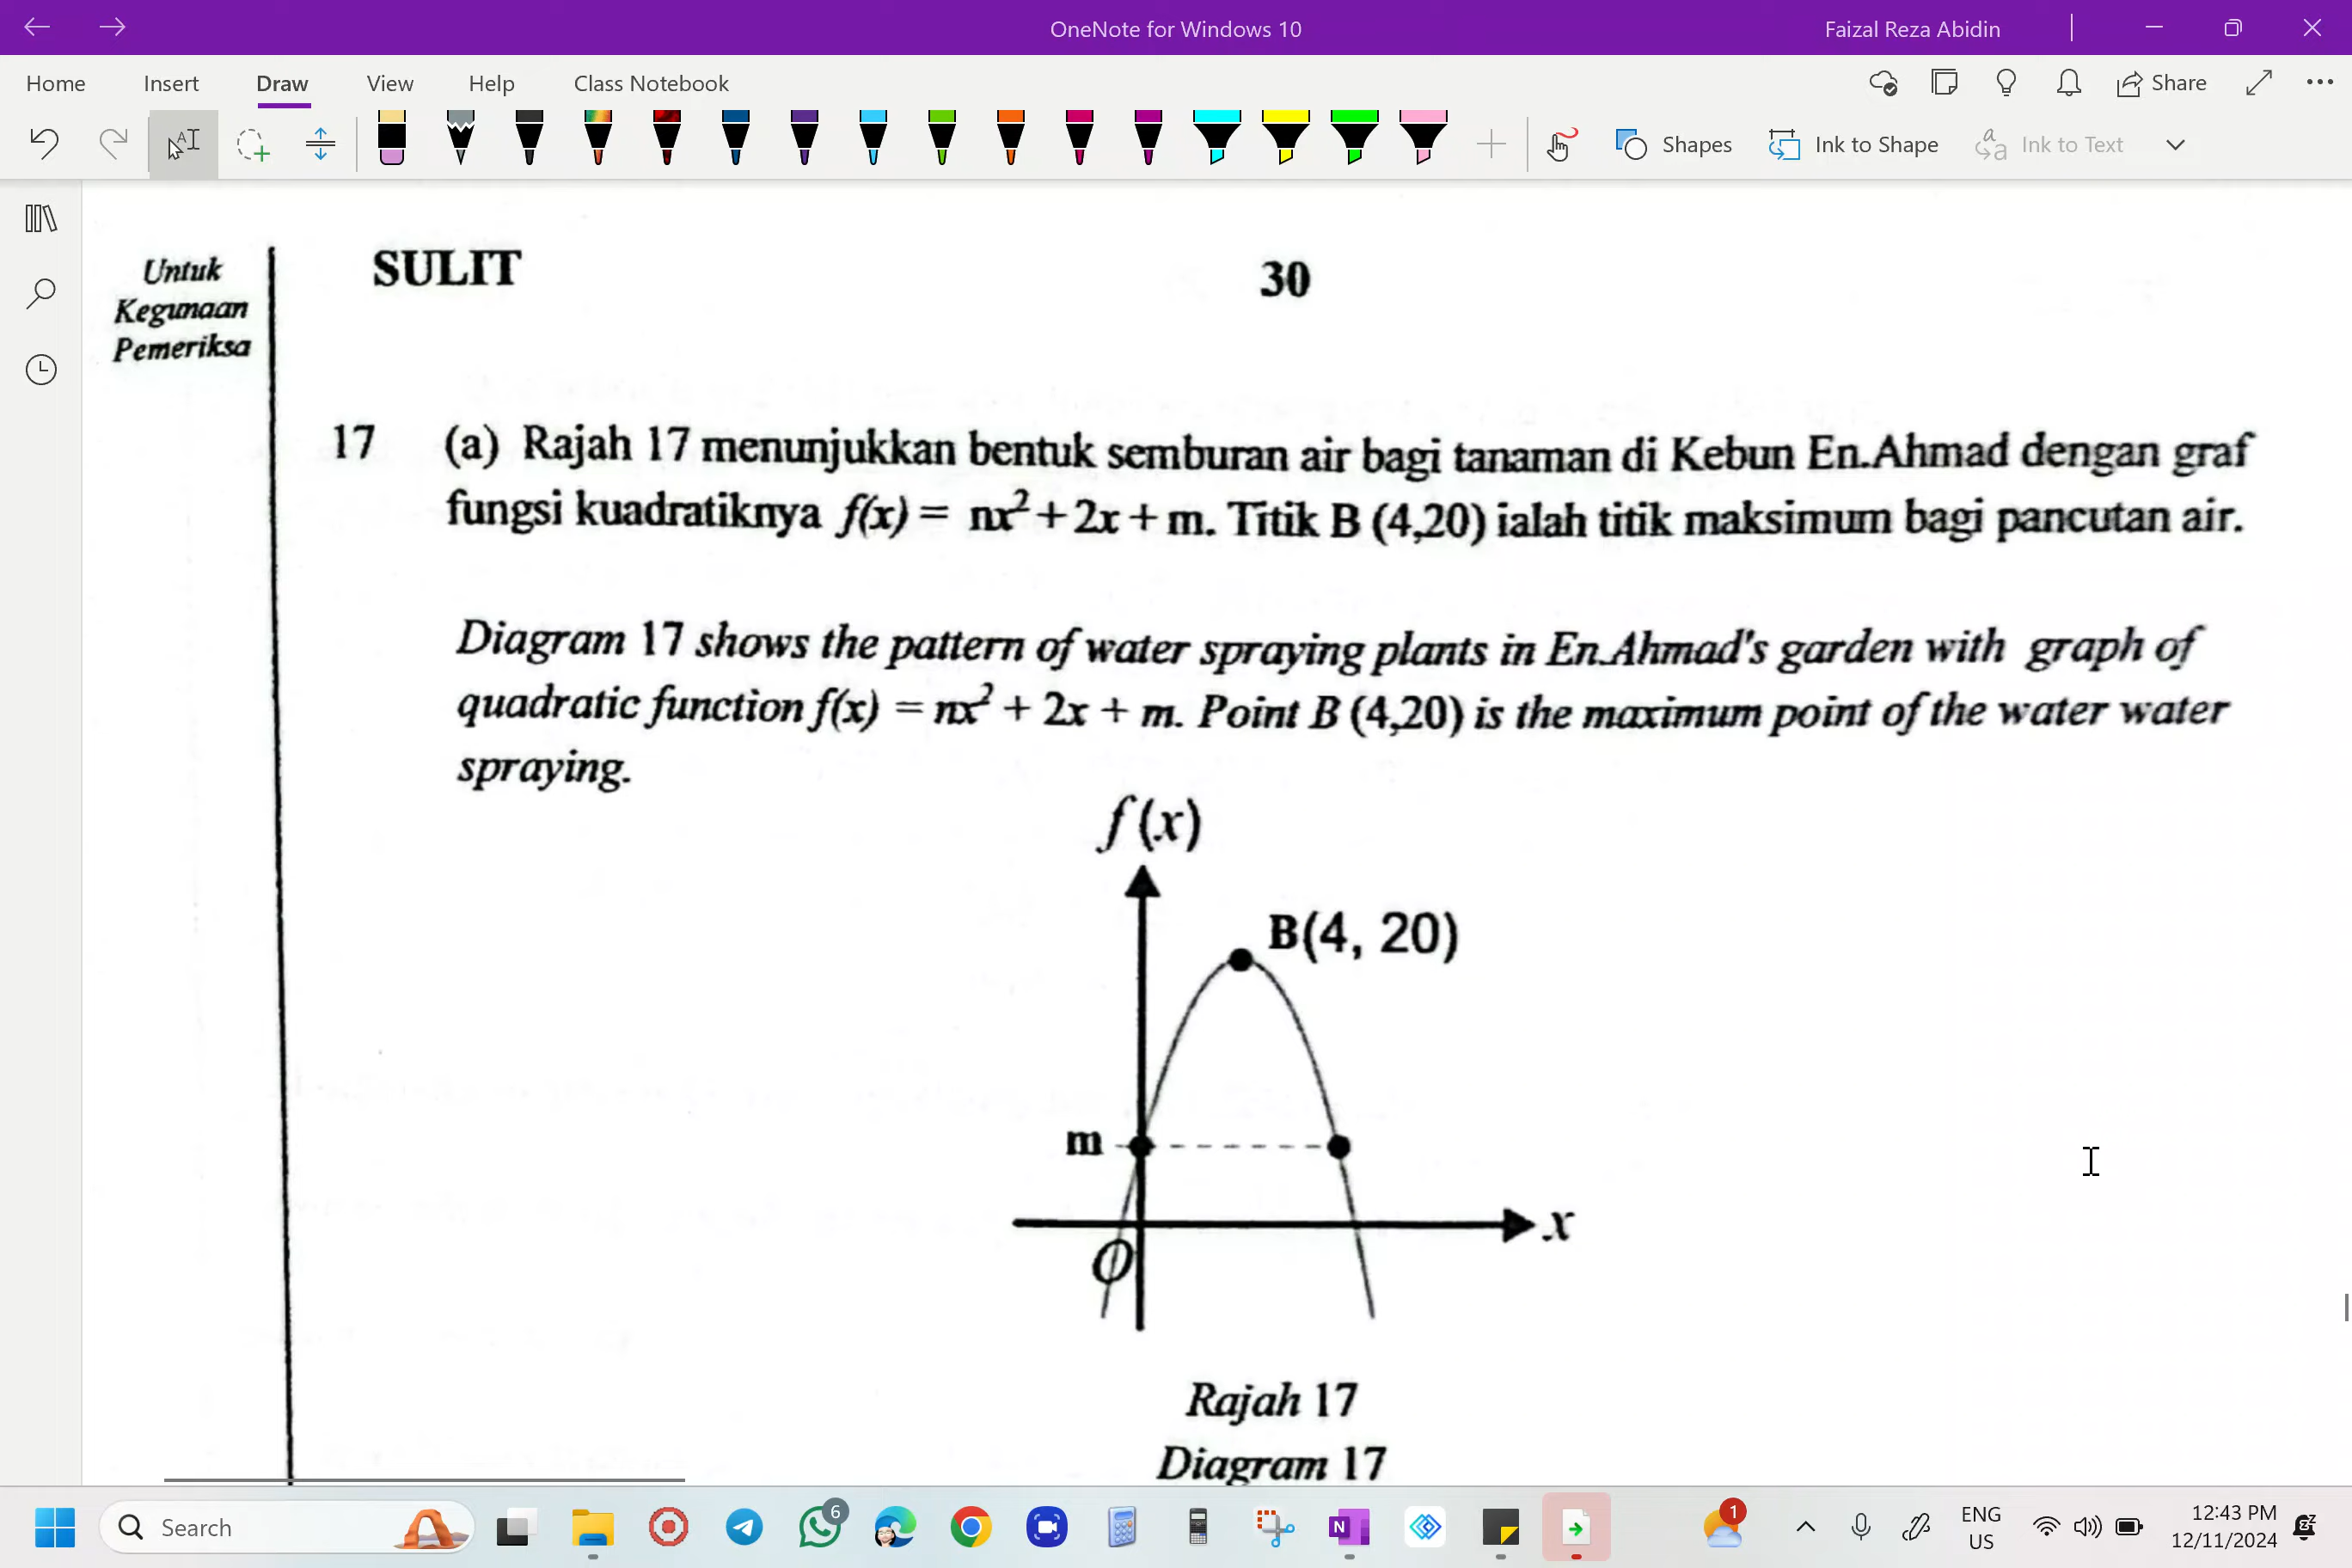 OneNote for Windows 10
Faizal Reza Abidin
Home Insert Draw View Help Class Notebook
Share
Shapes
Ink to Shape
Ink to Text
Untuk
Kegunaan
Pemeriksa
SULIT
30
17 (a) Rajah 17 menunjukkan bentuk semburan air bagi tanaman di Kebun En.Ahmad dengan graf
fungsi kuadratiknya f(x) = nx² + 2x + m. Titik B (4,20) ialah titik maksimum bagi pancutan air.
Diagram 17 shows the pattern of water spraying plants in En.Ahmad's garden with graph of
quadratic function f(x) = nx² + 2x + m. Point B (4,20) is the maximum point of the water water
spraying.
f(x)
B(4, 20)
m
x
O
Rajah 17
Diagram 17
Search
6
1
ENG
US
12:43 PM
12/11/2024